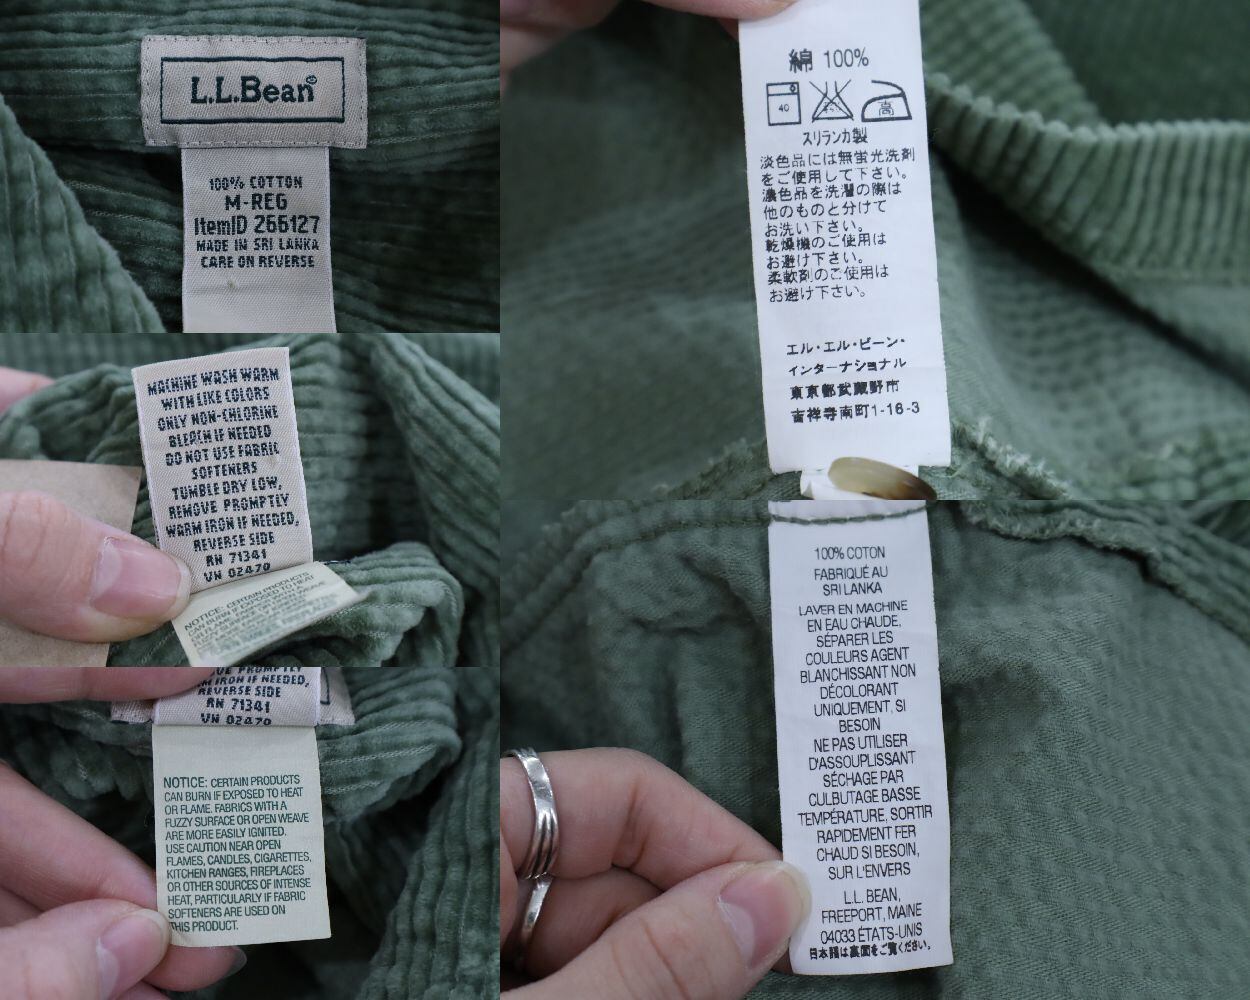 L.L.Bean®
100% COTTON
M-REG
ItemID 266127
MADE IN SRI LANKA
CARE ON REVERSE
MACHINE WASH WARM
WITH LIKE COLORS
ONLY NON-CHLORINE
BLEACH IF NEEDED
DO NOT USE FABRIC
SOFTENERS
TUMBLE DRY LOW,
REMOVE PROMPTLY
WARM IRON IF NEEDED,
REVERSE SIDE
RN 71341
VN 02470
NOTICE: CERTAIN PRODUCTS
CAN BURN IF EXPOSED TO HEAT
REMOVE PROMPTLY
WARM IRON IF NEEDED,
REVERSE SIDE
RN 71341
VN 02470
NOTICE: CERTAIN PRODUCTS
CAN BURN IF EXPOSED TO HEAT
OR FLAME. FABRICS WITH A
FUZZY SURFACE OR OPEN WEAVE
ARE MORE EASILY IGNITED.
USE CAUTION NEAR OPEN
FLAMES, CANDLES, CIGARETTES,
KITCHEN RANGES, FIREPLACES
OR OTHER SOURCES OF INTENSE
HEAT, PARTICULARLY IF FABRIC
SOFTENERS ARE USED ON
THIS PRODUCT.
綿 100%
40
高
スリランカ製
淡色品には無蛍光洗剤
をご使用して下さい。
濃色品を洗濯の際は
他のものと分けて
お洗い下さい。
乾燥機のご使用は
お避け下さい。
柔軟剤のご使用は
お避け下さい。
エル・エル・ビーン・
インターナショナル
東京都武蔵野市
吉祥寺南町1-16-3
100% COTON
FABRIQUÉ AU
SRI LANKA
LAVER EN MACHINE
EN EAU CHAUDE,
SÉPARER LES
COULEURS AGENT
BLANCHISSANT NON
DÉCOLORANT
UNIQUEMENT, SI
BESOIN
NE PAS UTILISER
D'ASSOUPLISSANT
SÉCHAGE PAR
CULBUTAGE BASSE
TEMPÉRATURE, SORTIR
RAPIDEMENT FER
CHAUD SI BESOIN,
SUR L'ENVERS
L.L. BEAN,
FREEPORT, MAINE
04033 ÉTATS-UNIS
日本語は裏面をご覧ください。